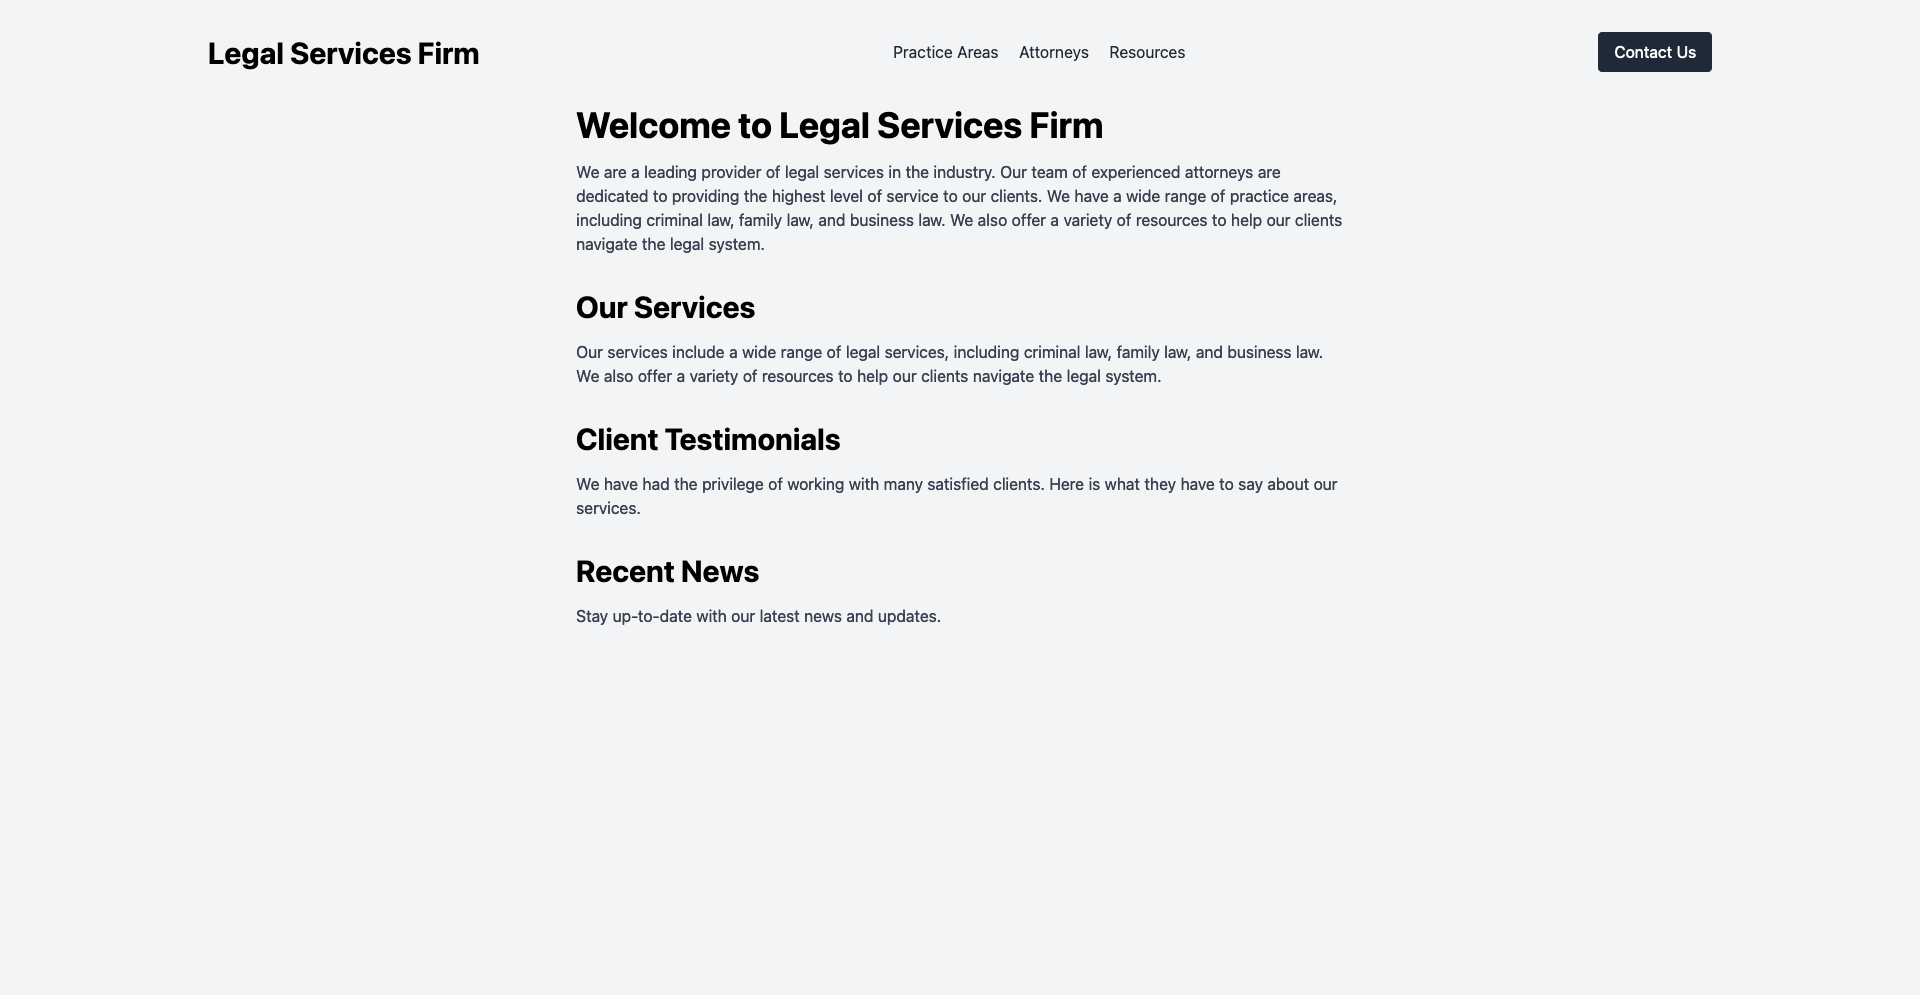 Legal Services Firm
Practice Areas
Attorneys
Resources
Contact Us
Welcome to Legal Services Firm
We are a leading provider of legal services in the industry. Our team of experienced attorneys are
dedicated to providing the highest level of service to our clients. We have a wide range of practice areas,
including criminal law, family law, and business law. We also offer a variety of resources to help our clients
navigate the legal system.
Our Services
Our services include a wide range of legal services, including criminal law, family law, and business law.
We also offer a variety of resources to help our clients navigate the legal system.
Client Testimonials
We have had the privilege of working with many satisfied clients. Here is what they have to say about our
services.
Recent News
Stay up-to-date with our latest news and updates.